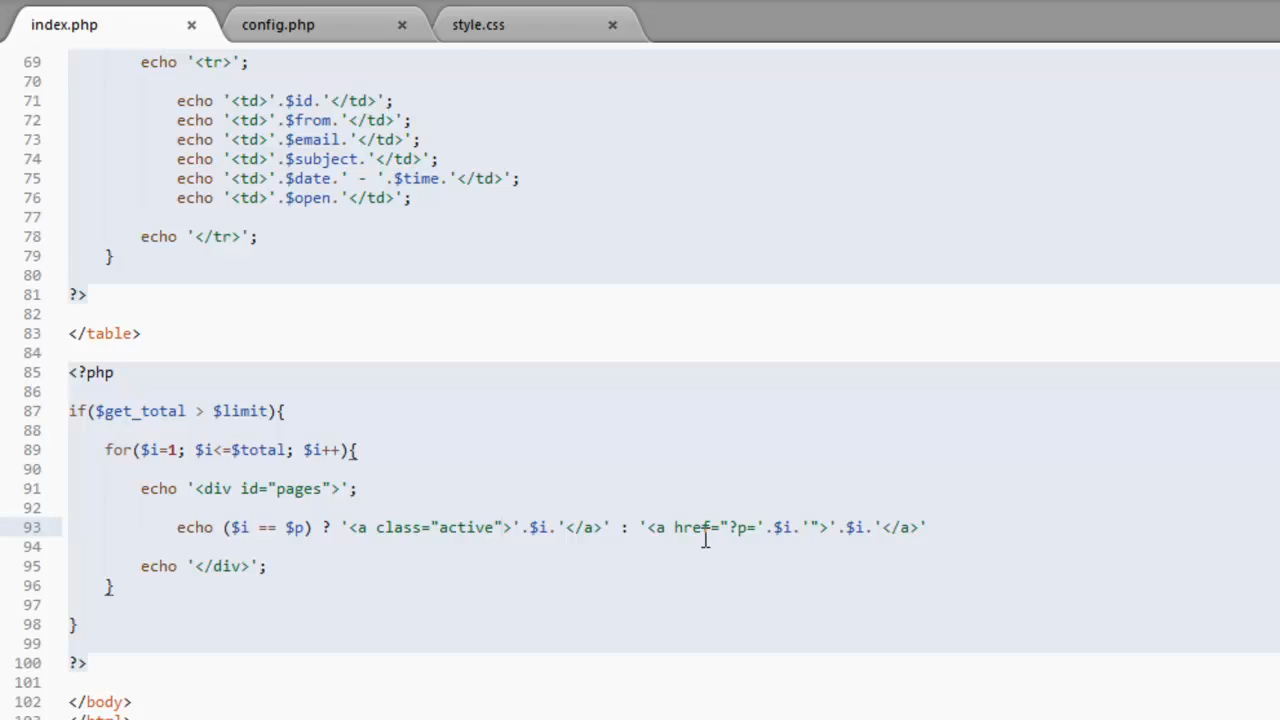 index.php × config.php × style.css ×
69 echo '<tr>';
70
71 echo '<td>'.$id.'</td>';
72 echo '<td>'.$from.'</td>';
73 echo '<td>'.$email.'</td>';
74 echo '<td>'.$subject.'</td>';
75 echo '<td>'.$date.' - '.$time.'</td>';
76 echo '<td>'.$open.'</td>';
77
78 echo '</tr>';
79 }
80
81 ?>
82
83 </table>
84
85 <?php
86
87 if($get_total > $limit){
88
89 for($i=1; $i<=$total; $i++){
90
91 echo '<div id="pages">';
92
93 echo ($i == $p) ? '<a class="active">'.$i.'</a>' : '<a href="?p='.$i.'">'.$i.'</a>'
94
95 echo '</div>';
96 }
97
98 }
99
100 ?>
101
102 </body>
103 </html>